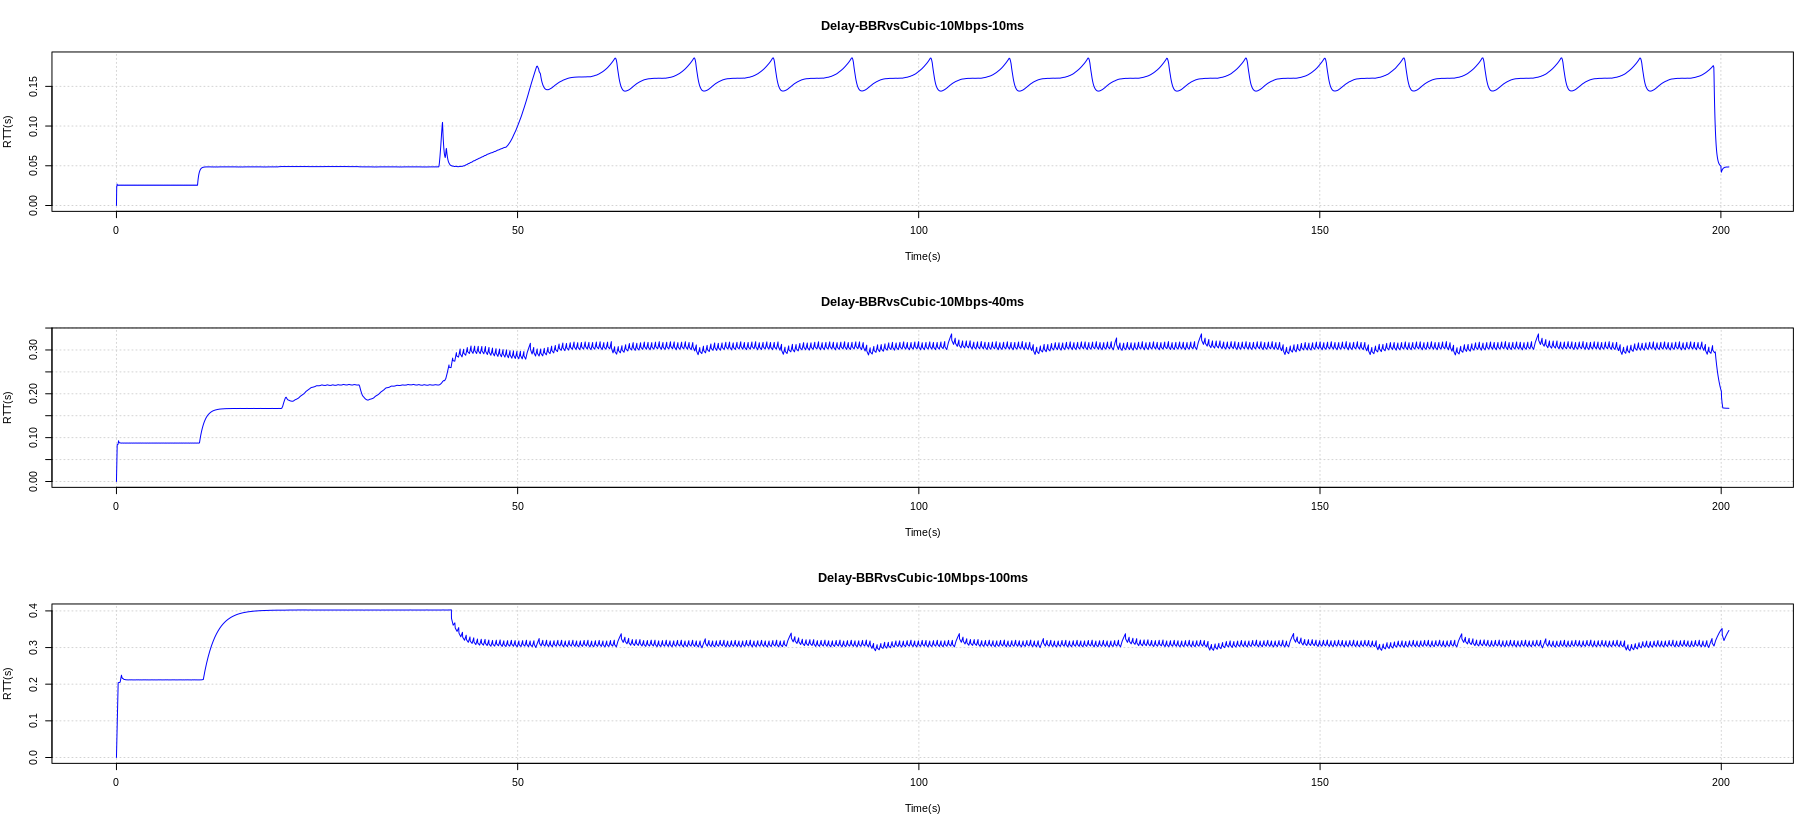 Delay-BBRvsCubic-10Mbps-10ms
RTT(s)
0.15
0.10
0.05
0.00
0 50 100 150 200
Time(s)
Delay-BBRvsCubic-10Mbps-40ms
RTT(s)
0.30
0.20
0.10
0.00
0 50 100 150 200
Time(s)
Delay-BBRvsCubic-10Mbps-100ms
RTT(s)
0.4
0.3
0.2
0.1
0.0
0 50 100 150 200
Time(s)